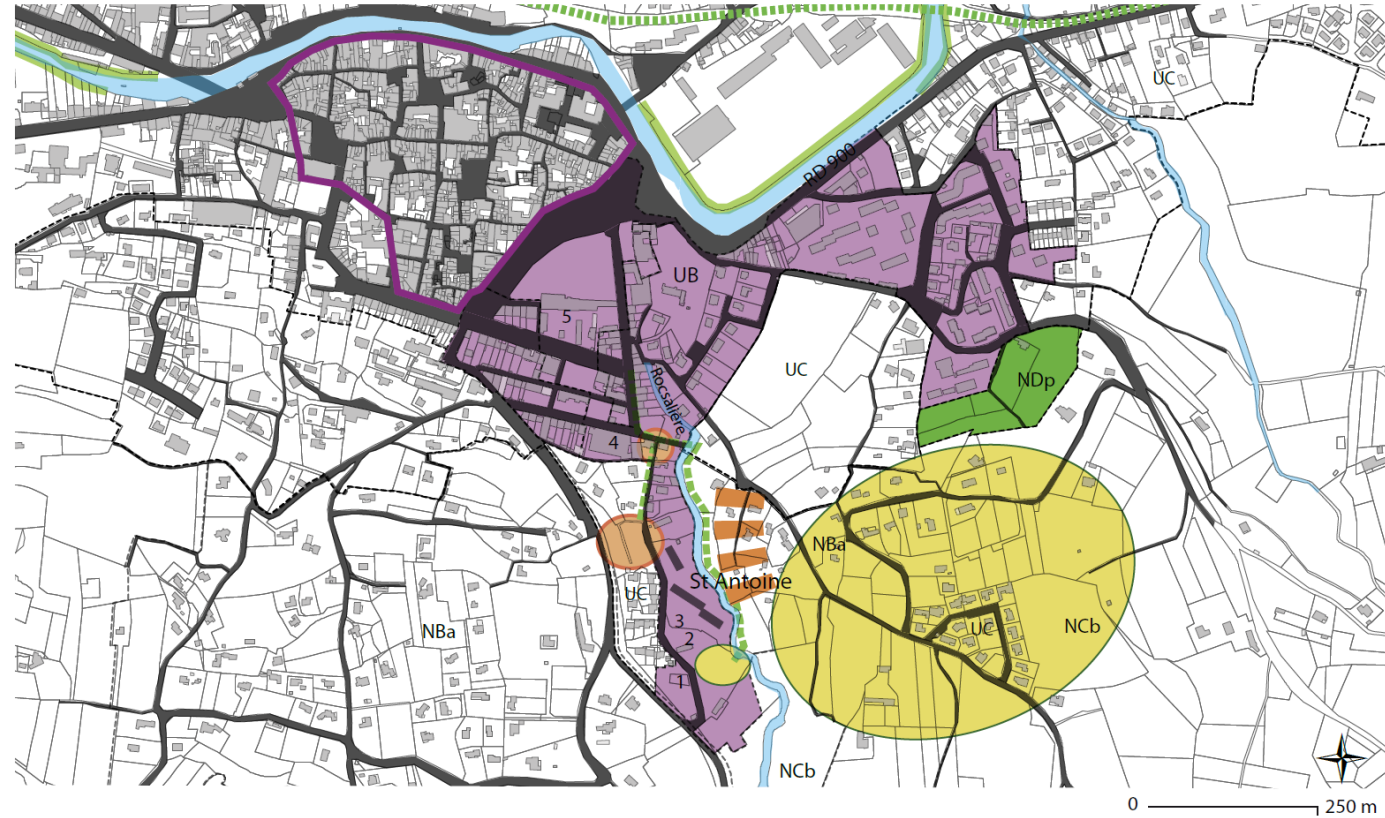 UC
RD 900
UB
5
UC
NDp
Rocsalière
4
NBa
St Antoine
UC
3
2
UC
NCb
NBa
1
NCb
0 250 m